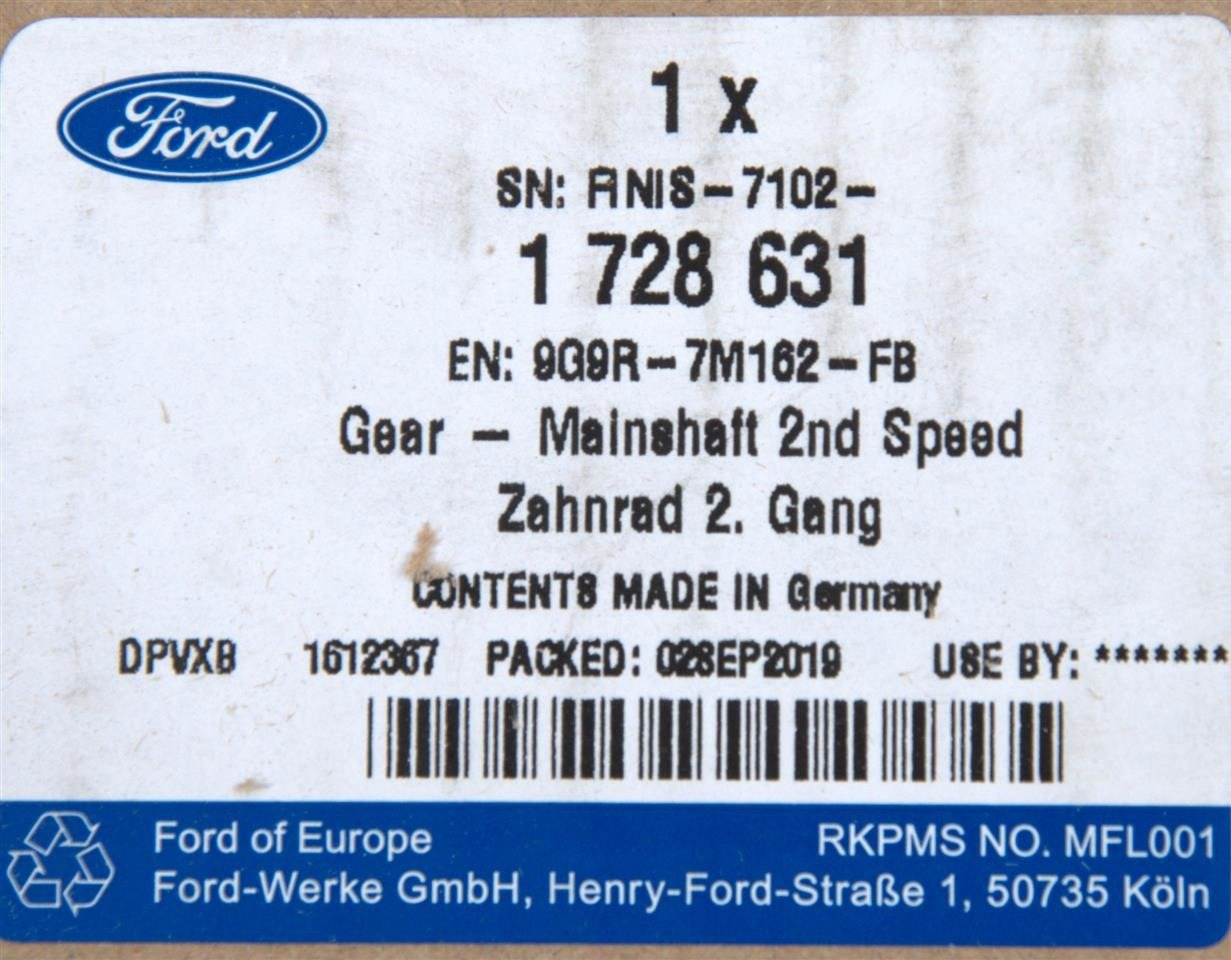 Ford
1 x
SN: FINIS-7102-
1 728 631
EN: 9G9R-7M162-FB
Gear - Mainshaft 2nd Speed
Zahnrad 2. Gang
CONTENTS MADE IN Germany
DPVXB 1612367 PACKED: 02SEP2019 USE BY: *******
Ford of Europe RKPMS NO. MFL001
Ford-Werke GmbH, Henry-Ford-Straße 1, 50735 Köln